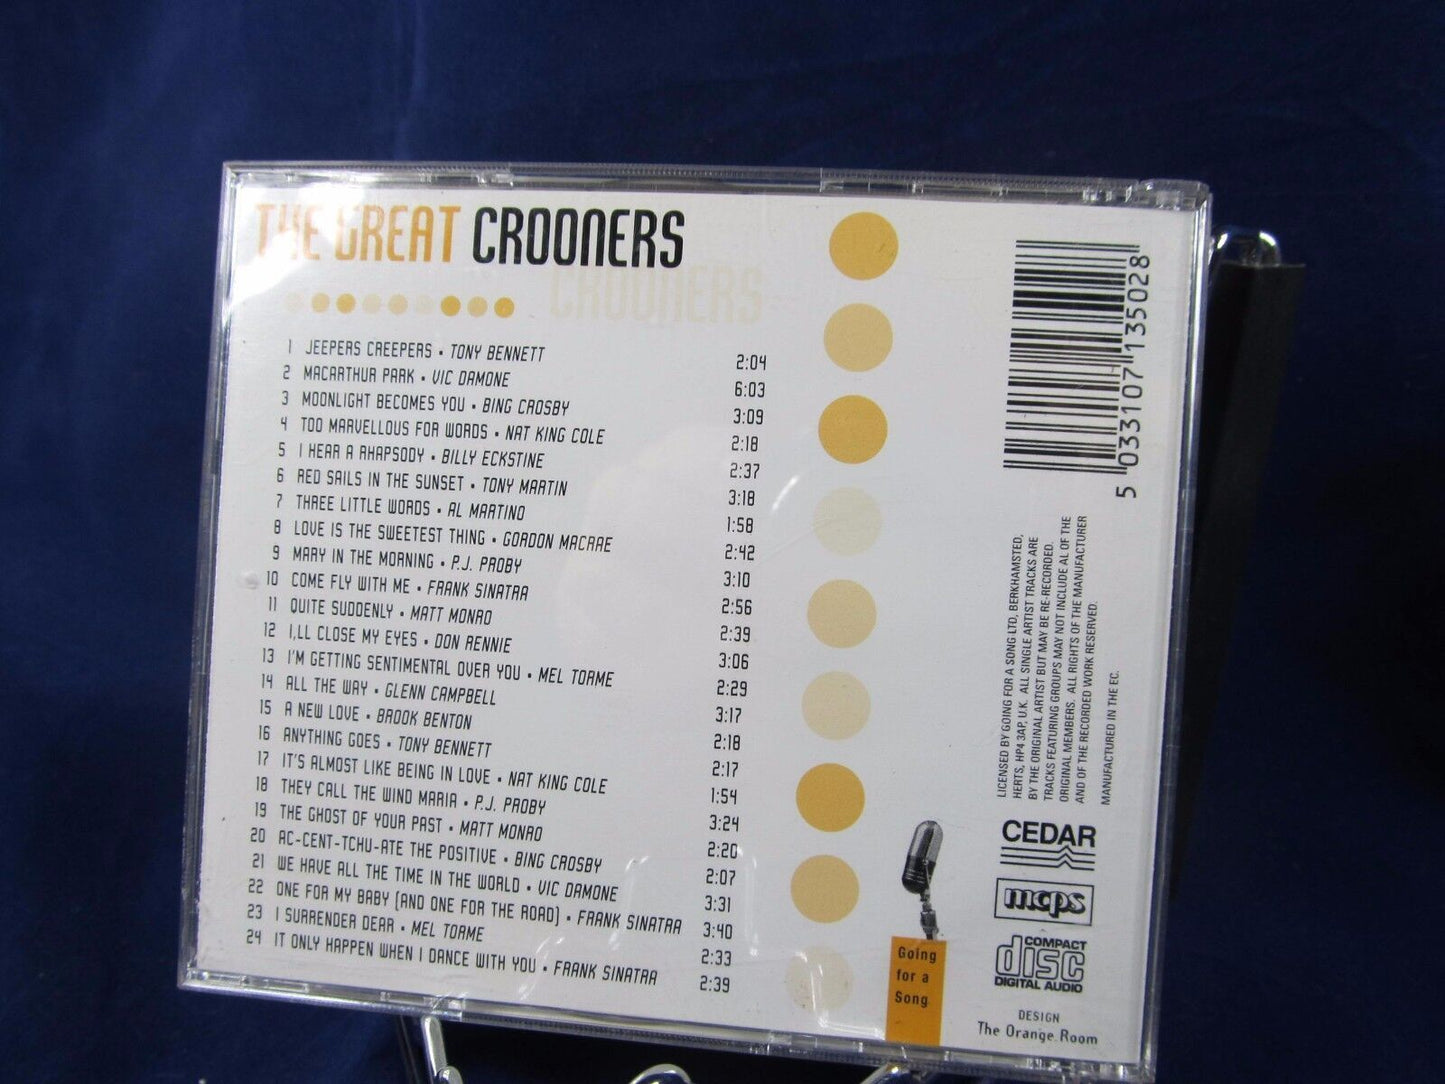 THE GREAT CROONERS
CROONERS
1 JEEPERS CREEPERS • TONY BENNETT 2:04
2 MACARTHUR PARK • VIC DAMONE 6:03
3 MOONLIGHT BECOMES YOU • BING CROSBY 3:09
4 TOO MARVELLOUS FOR WORDS • NAT KING COLE 2:18
5 I HEAR A RHAPSODY • BILLY ECKSTINE 2:37
6 RED SAILS IN THE SUNSET • TONY MARTIN 3:18
7 THREE LITTLE WORDS • AL MARTINO 1:58
8 LOVE IS THE SWEETEST THING • GORDON MACRAE 2:42
9 MARY IN THE MORNING • P.J. PROBY 3:10
10 COME FLY WITH ME • FRANK SINATRA 2:56
11 QUITE SUDDENLY • MATT MONRO 2:39
12 I,LL CLOSE MY EYES • DON RENNIE 3:06
13 I'M GETTING SENTIMENTAL OVER YOU • MEL TORME 2:29
14 ALL THE WAY • GLENN CAMPBELL 3:17
15 A NEW LOVE • BROOK BENTON 2:18
16 ANYTHING GOES • TONY BENNETT 2:17
17 IT'S ALMOST LIKE BEING IN LOVE • NAT KING COLE 1:54
18 THEY CALL THE WIND MARIA • P.J. PROBY 3:24
19 THE GHOST OF YOUR PAST • MATT MONRO 2:20
20 AC-CENT-TCHU-ATE THE POSITIVE • BING CROSBY 2:07
21 WE HAVE ALL THE TIME IN THE WORLD • VIC DAMONE 3:31
22 ONE FOR MY BABY (AND ONE FOR THE ROAD) • FRANK SINATRA 3:40
23 I SURRENDER DEAR • MEL TORME 2:33
24 IT ONLY HAPPEN WHEN I DANCE WITH YOU • FRANK SINATRA 2:39
5 033107 135028
LICENSED BY GOING FOR A SONG LTD, BERKHAMSTED,
HERTS, HP4 3AP, U.K. ALL SINGLE ARTIST TRACKS ARE
BY THE ORIGINAL ARTIST BUT MAY BE RE-RECORDED.
TRACKS FEATURING GROUPS MAY NOT INCLUDE AL OF THE
ORIGINAL MEMBERS. ALL RIGHTS OF THE MANUFACTURER
AND OF THE RECORDED WORK RESERVED.
MANUFACTURED IN THE EC.
CEDAR
mcps
COMPACT
disc
DIGITAL AUDIO
Going
for a
Song
DESIGN
The Orange Room